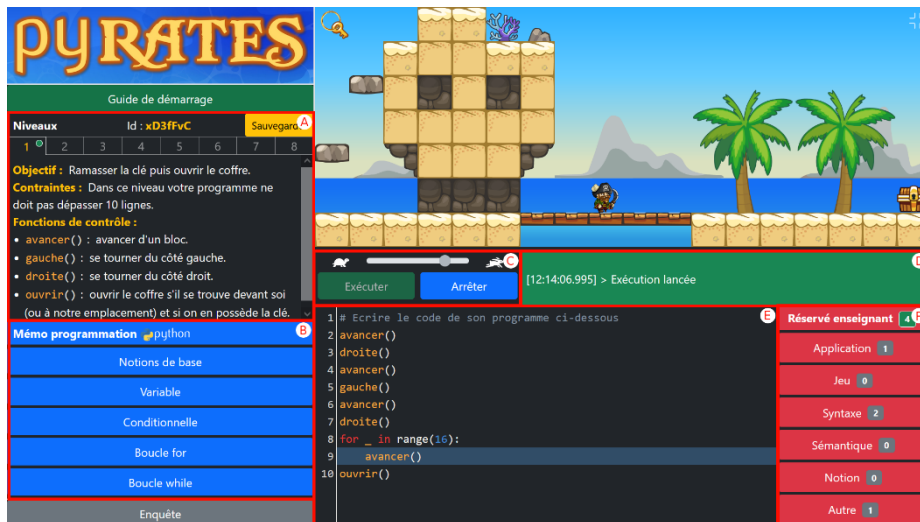 pyRATES
Guide de démarrage
Niveaux Id : xD3fFvC Sauvegard A
1 2 3 4 5 6 7 8
Objectif : Ramasser la clé puis ouvrir le coffre.
Contraintes : Dans ce niveau votre programme ne
doit pas dépasser 10 lignes.
Fonctions de contrôle :
• avancer() : avancer d'un bloc.
• gauche() : se tourner du côté gauche.
• droite() : se tourner du côté droit.
• ouvrir() : ouvrir le coffre s'il se trouve devant soi
(ou à notre emplacement) et si on en possède la clé.
Mémo programmation python B
Notions de base
Variable
Conditionnelle
Boucle for
Boucle while
Enquête
C
Exécuter Arrêter
D
[12:14:06.995] > Exécution lancée
E
1 # Ecrire le code de son programme ci-dessous
2 avancer()
3 droite()
4 avancer()
5 gauche()
6 avancer()
7 droite()
8 for _ in range(16):
9 avancer()
10 ouvrir()
Réservé enseignant 4 F
Application 1
Jeu 0
Syntaxe 2
Sémantique 0
Notion 0
Autre 1